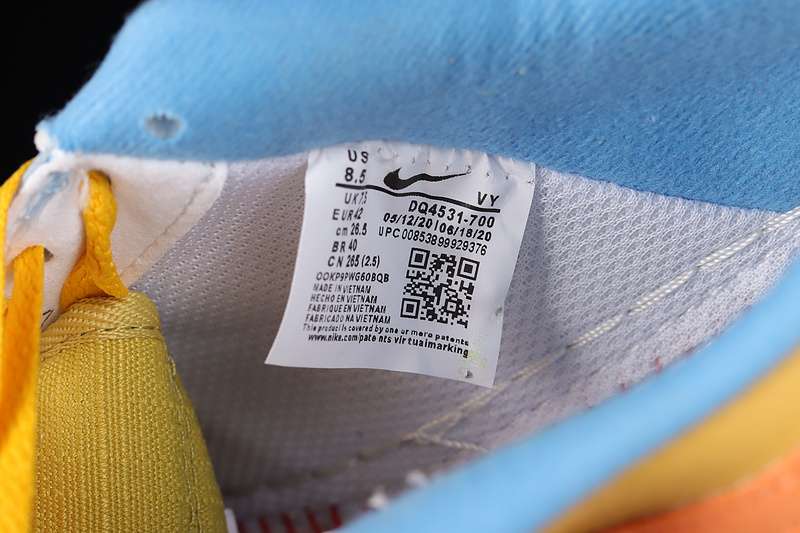 US
8.5
UK 7.5
VY
EUR 42
DQ4531-700
cm 26.5
05/12/20 | 06/18/20
BR 40
UPC 00853899929376
CN 265 (2.5)
QOKP9PWG60BQB
MADE IN VIETNAM
HECHO EN VIETNAM
FABRIQUE EN VIETNAM
FABRICADO NA VIETNAM
This product is covered by one or more patents
www.nike.com/patents virtualmarking